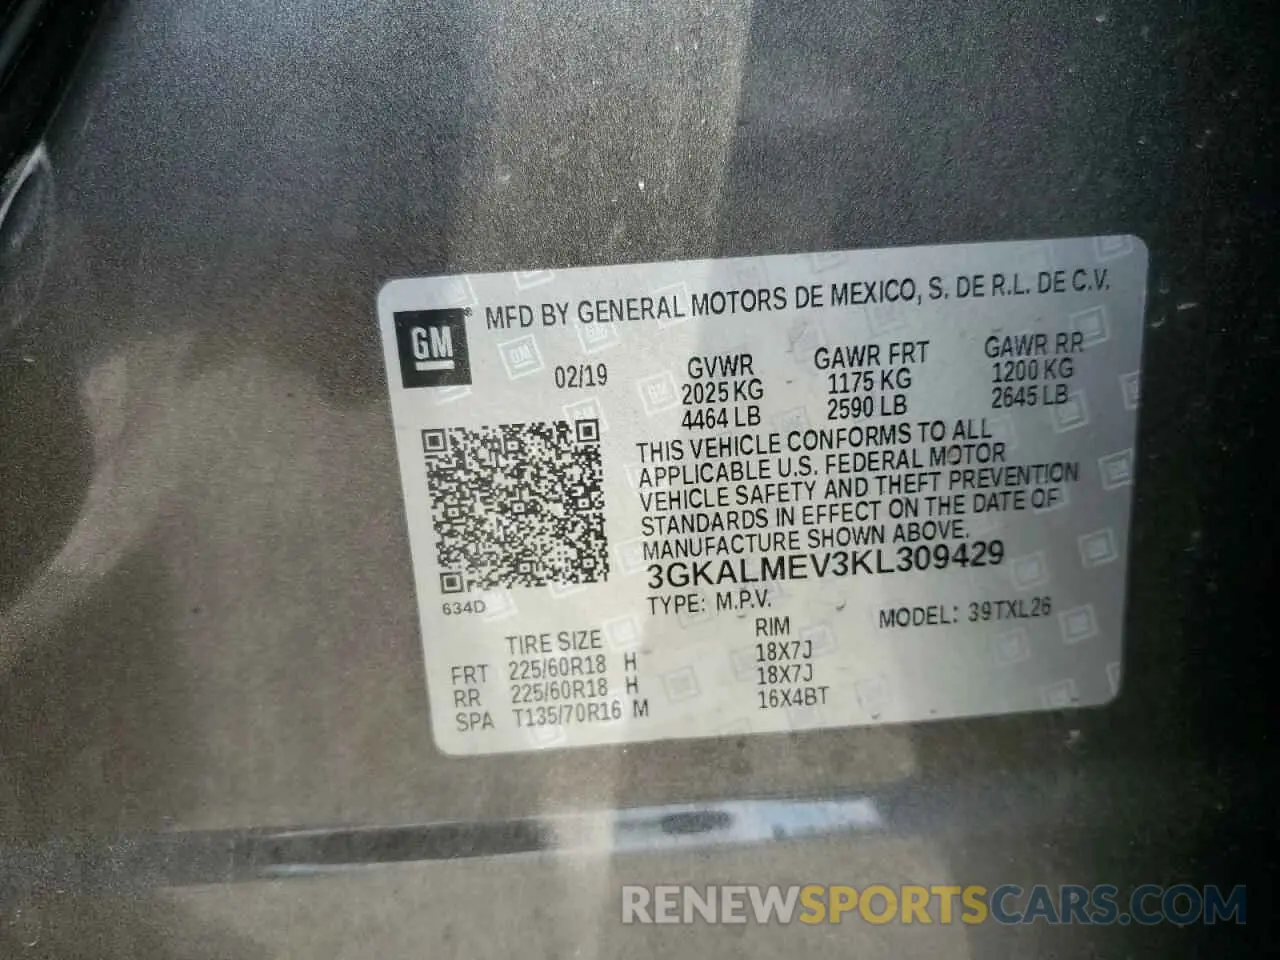 MFD BY GENERAL MOTORS DE MEXICO, S. DE R.L. DE C.V.
GM®
02/19
GVWR GAWR FRT GAWR RR
2025 KG 1175 KG 1200 KG
4464 LB 2590 LB 2645 LB
THIS VEHICLE CONFORMS TO ALL
APPLICABLE U.S. FEDERAL MOTOR
VEHICLE SAFETY AND THEFT PREVENTION
STANDARDS IN EFFECT ON THE DATE OF
MANUFACTURE SHOWN ABOVE.
3GKALMEV3KL309429
634D
TYPE: M.P.V. MODEL: 39TXL26
TIRE SIZE RIM
FRT 225/60R18 H 18X7J
RR 225/60R18 H 18X7J
SPA T135/70R16 M 16X4BT
RENEWSPORTSCARS.COM